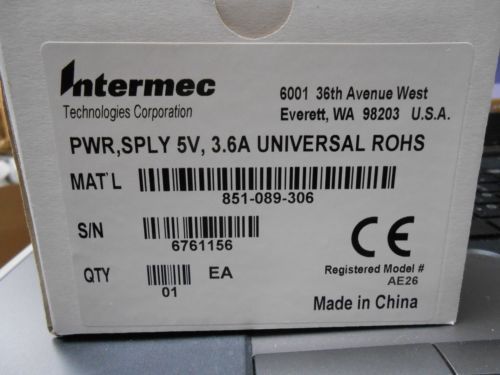 Intermec
Technologies Corporation
6001 36th Avenue West
Everett, WA 98203 U.S.A.
PWR,SPLY 5V, 3.6A UNIVERSAL ROHS
MAT'L
851-089-306
S/N
6761156
CE
QTY
01
EA
Registered Model #
AE26
Made in China